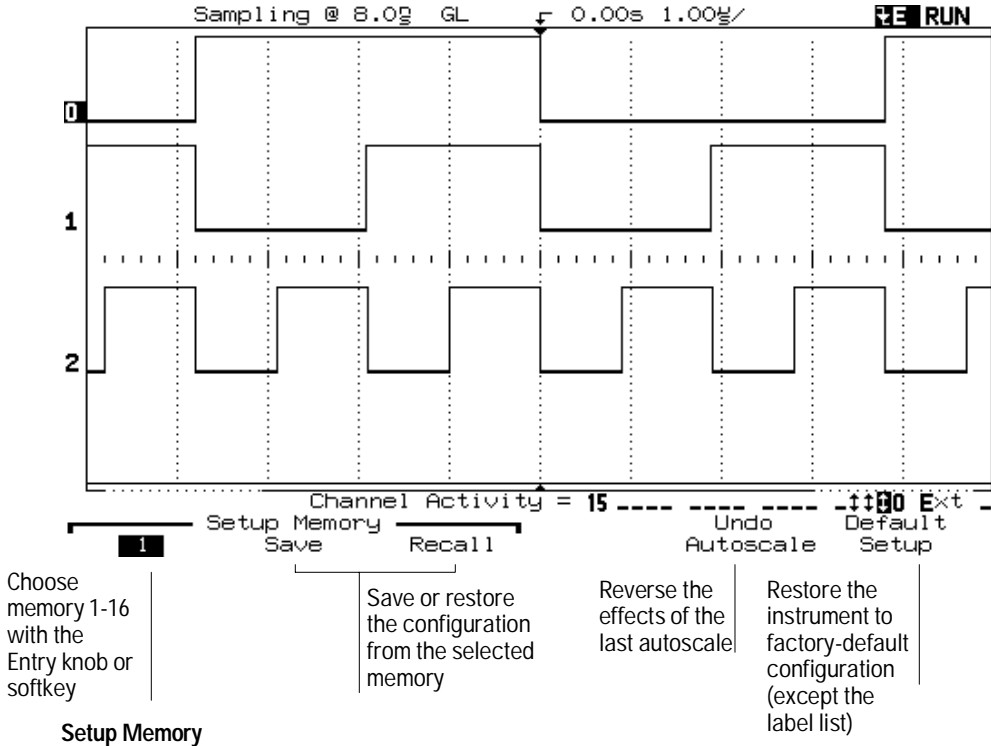 Sampling @ 8.0n̲s̲ GL 0.00s 1.00µs/ E RUN
0
1
2
Channel Activity = 15 ---- ---- ---- -↕↕↕0 Ext -
Setup Memory Undo Default
1 Save Recall Autoscale Setup
Choose
memory 1-16
with the
Entry knob or
softkey
Save or restore
the configuration
from the selected
memory
Reverse the
effects of the
last autoscale
Restore the
instrument to
factory-default
configuration
(except the
label list)
Setup Memory